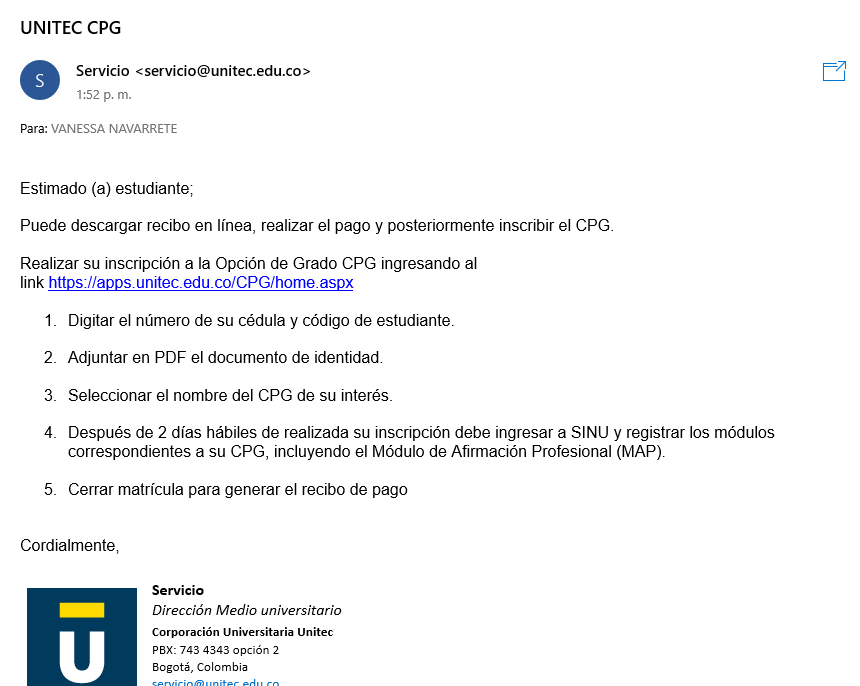 UNITEC CPG
S
Servicio <servicio@unitec.edu.co>
1:52 p. m.
Para: VANESSA NAVARRETE
Estimado (a) estudiante;
Puede descargar recibo en línea, realizar el pago y posteriormente inscribir el CPG.
Realizar su inscripción a la Opción de Grado CPG ingresando al
link https://apps.unitec.edu.co/CPG/home.aspx
1. Digitar el número de su cédula y código de estudiante.
2. Adjuntar en PDF el documento de identidad.
3. Seleccionar el nombre del CPG de su interés.
4. Después de 2 días hábiles de realizada su inscripción debe ingresar a SINU y registrar los módulos
correspondientes a su CPG, incluyendo el Módulo de Afirmación Profesional (MAP).
5. Cerrar matrícula para generar el recibo de pago
Cordialmente,
U
Servicio
Dirección Medio universitario
Corporación Universitaria Unitec
PBX: 743 4343 opción 2
Bogotá, Colombia
servicio@unitec.edu.co